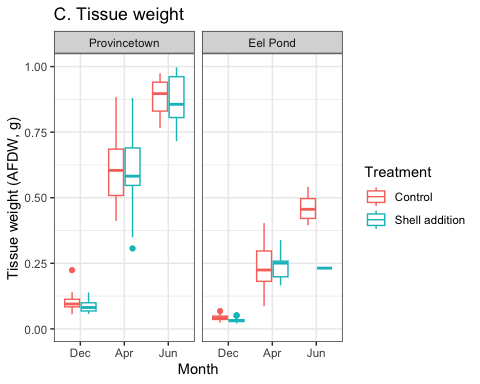 C. Tissue weight
Provincetown
Eel Pond
1.00
0.75
0.50
0.25
0.00
Tissue weight (AFDW, g)
Dec Apr Jun
Dec Apr Jun
Month
Treatment
Control
Shell addition